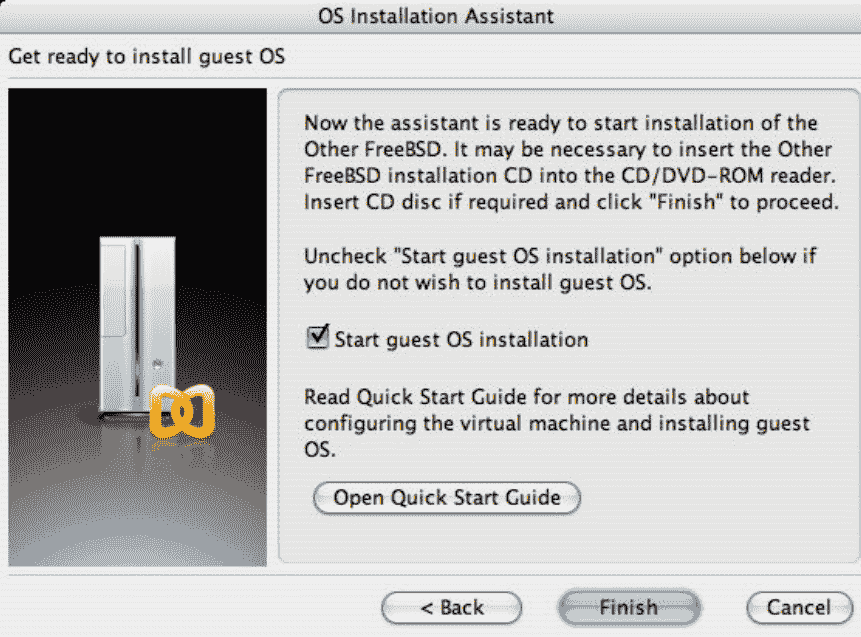 OS Installation Assistant
Get ready to install guest OS
Now the assistant is ready to start installation of the
Other FreeBSD. It may be necessary to insert the Other
FreeBSD installation CD into the CD/DVD-ROM reader.
Insert CD disc if required and click "Finish" to proceed.
Uncheck "Start guest OS installation" option below if
you do not wish to install guest OS.
Start guest OS installation
Read Quick Start Guide for more details about
configuring the virtual machine and installing guest
OS.
Open Quick Start Guide
< Back
Finish
Cancel